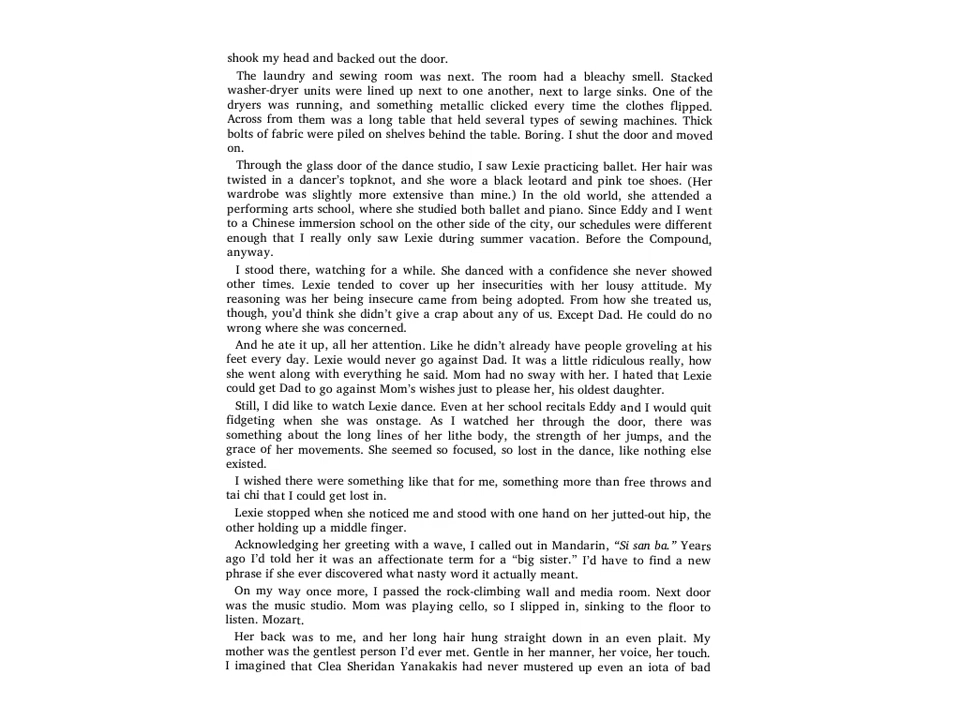 shook my head and backed out the door.
The laundry and sewing room was next. The room had a bleachy smell. Stacked
washer-dryer units were lined up next to one another, next to large sinks. One of the
dryers was running, and something metallic clicked every time the clothes flipped.
Across from them was a long table that held several types of sewing machines. Thick
bolts of fabric were piled on shelves behind the table. Boring. I shut the door and moved
on.
Through the glass door of the dance studio, I saw Lexie practicing ballet. Her hair was
twisted in a dancer’s topknot, and she wore a black leotard and pink toe shoes. (Her
wardrobe was slightly more extensive than mine.) In the old world, she attended a
performing arts school, where she studied both ballet and piano. Since Eddy and I went
to a Chinese immersion school on the other side of the city, our schedules were different
enough that I really only saw Lexie during summer vacation. Before the Compound,
anyway.
I stood there, watching for a while. She danced with a confidence she never showed
other times. Lexie tended to cover up her insecurities with her lousy attitude. My
reasoning was her being insecure came from being adopted. From how she treated us,
though, you’d think she didn’t give a crap about any of us. Except Dad. He could do no
wrong where she was concerned.
And he ate it up, all her attention. Like he didn’t already have people groveling at his
feet every day. Lexie would never go against Dad. It was a little ridiculous really, how
she went along with everything he said. Mom had no sway with her. I hated that Lexie
could get Dad to go against Mom’s wishes just to please her, his oldest daughter.
Still, I did like to watch Lexie dance. Even at her school recitals Eddy and I would quit
fidgeting when she was onstage. As I watched her through the door, there was
something about the long lines of her lithe body, the strength of her jumps, and the
grace of her movements. She seemed so focused, so lost in the dance, like nothing else
existed.
I wished there were something like that for me, something more than free throws and
tai chi that I could get lost in.
Lexie stopped when she noticed me and stood with one hand on her jutted-out hip, the
other holding up a middle finger.
Acknowledging her greeting with a wave, I called out in Mandarin, “Si san ba.” Years
ago I’d told her it was an affectionate term for a “big sister.” I’d have to find a new
phrase if she ever discovered what nasty word it actually meant.
On my way once more, I passed the rock-climbing wall and media room. Next door
was the music studio. Mom was playing cello, so I slipped in, sinking to the floor to
listen. Mozart.
Her back was to me, and her long hair hung straight down in an even plait. My
mother was the gentlest person I’d ever met. Gentle in her manner, her voice, her touch.
I imagined that Clea Sheridan Yanakakis had never mustered up even an iota of bad